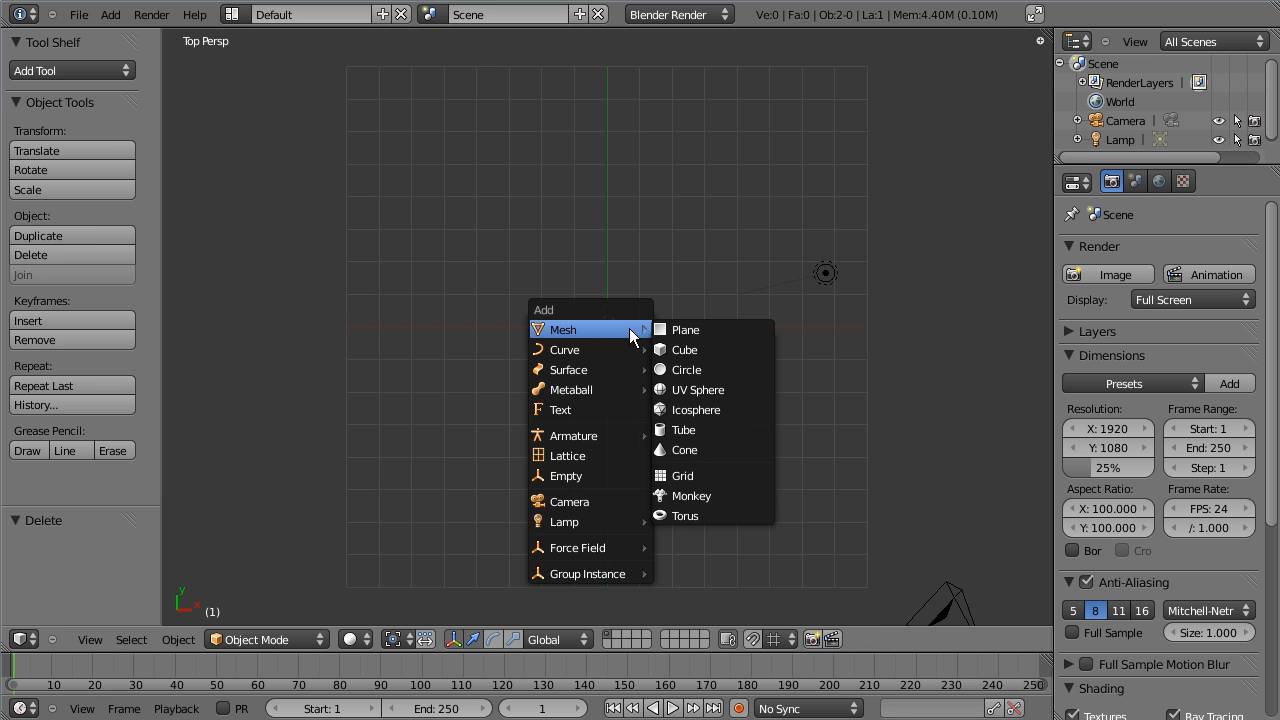 File Add Render Help Default Scene Blender Render Ve:0 | Fa:0 | Ob:2-0 | La:1 | Mem:4.40M (0.10M)
Tool Shelf
Add Tool
Object Tools
Transform:
Translate
Rotate
Scale
Object:
Duplicate
Delete
Join
Keyframes:
Insert
Remove
Repeat:
Repeat Last
History...
Grease Pencil:
Draw Line Erase
Delete
Top Persp
Add
Mesh
Curve
Surface
Metaball
Text
Armature
Lattice
Empty
Camera
Lamp
Force Field
Group Instance
Plane
Cube
Circle
UV Sphere
Icosphere
Tube
Cone
Grid
Monkey
Torus
y
x
(1)
View Select Object Object Mode Global
10 20 30 40 50 60 70 80 90 100 110 120 130 140 150 160 170 180 190 200 210 220 230 240 250
View Frame Playback PR Start: 1 End: 250 1 No Sync
View All Scenes
Scene
RenderLayers |
World
Camera |
Lamp |
Scene
Render
Image Animation
Display: Full Screen
Layers
Dimensions
Presets Add
Resolution: Frame Range:
X: 1920 Start: 1
Y: 1080 End: 250
25% Step: 1
Aspect Ratio: Frame Rate:
X: 100.000 FPS: 24
Y: 100.000 /: 1.000
Bor Cro
Anti-Aliasing
5 8 11 16 Mitchell-Netr
Full Sample Size: 1.000
Full Sample Motion Blur
Shading
Textures Ray Tracing